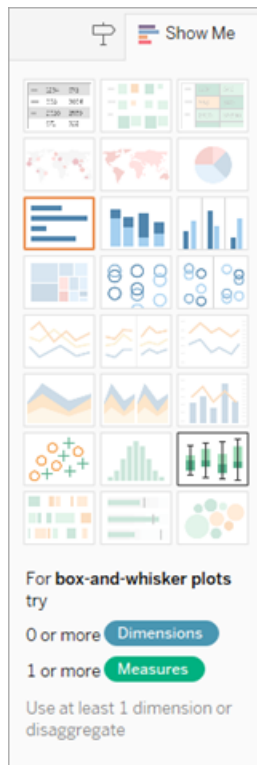 Show Me
For box-and-whisker plots
try
0 or more Dimensions
1 or more Measures
Use at least 1 dimension or
disaggregate